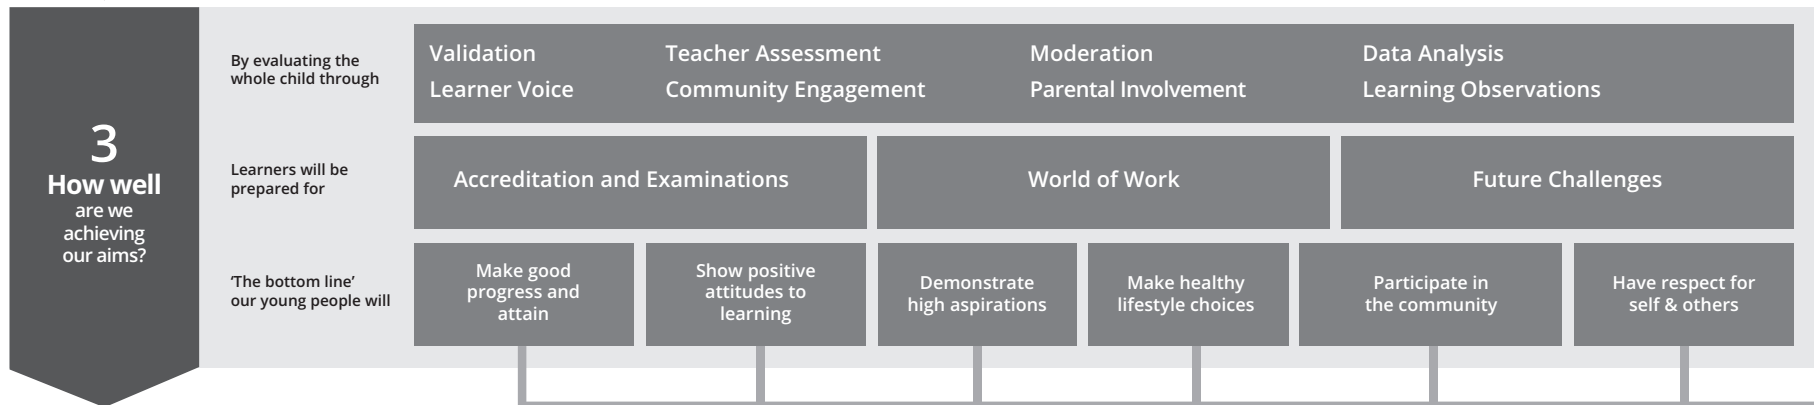 3
How well
are we
achieving
our aims?
By evaluating the
whole child through
Validation
Teacher Assessment
Moderation
Data Analysis
Learner Voice
Community Engagement
Parental Involvement
Learning Observations
Learners will be
prepared for
Accreditation and Examinations
World of Work
Future Challenges
‘The bottom line’
our young people will
Make good
progress and
attain
Show positive
attitudes to
learning
Demonstrate
high aspirations
Make healthy
lifestyle choices
Participate in
the community
Have respect for
self & others